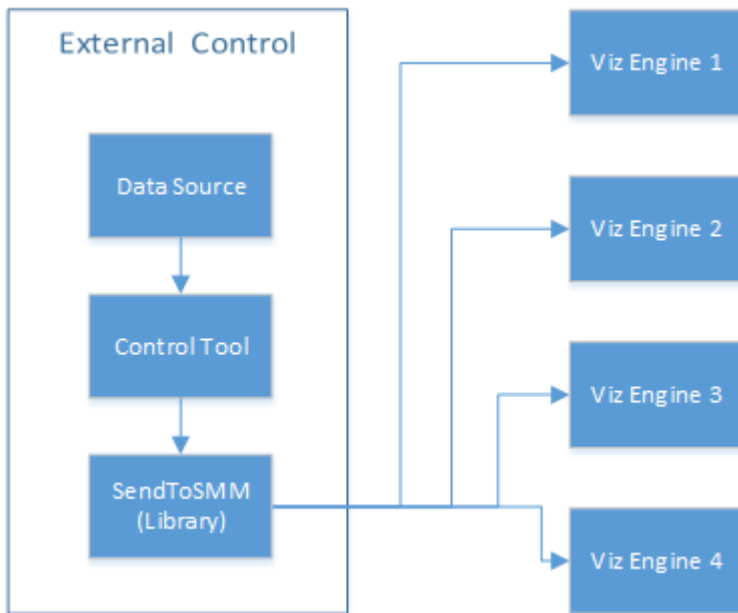 External Control
Data Source
Control Tool
SendToSMM
(Library)
Viz Engine 1
Viz Engine 2
Viz Engine 3
Viz Engine 4